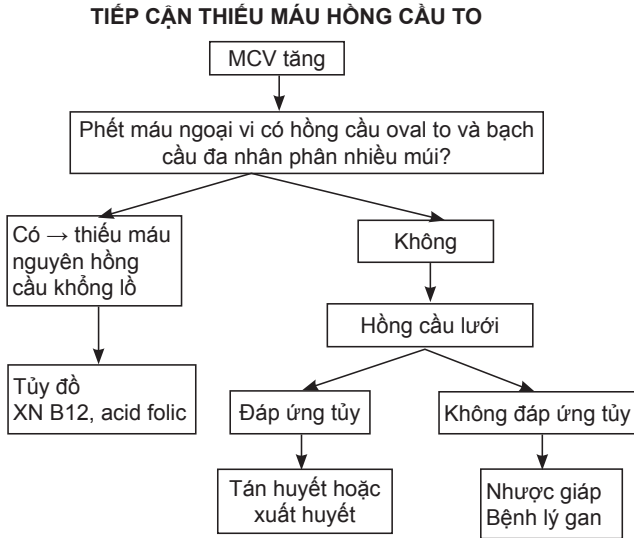 TIẾP CẬN THIẾU MÁU HỒNG CẦU TO
MCV tăng
Phết máu ngoại vi có hồng cầu oval to và bạch
cầu đa nhân phân nhiều múi?
Có → thiếu máu
nguyên hồng
cầu khổng lồ
Không
Hồng cầu lưới
Tủy đồ
XN B12, acid folic
Đáp ứng tủy
Không đáp ứng tủy
Tán huyết hoặc
xuất huyết
Nhược giáp
Bệnh lý gan